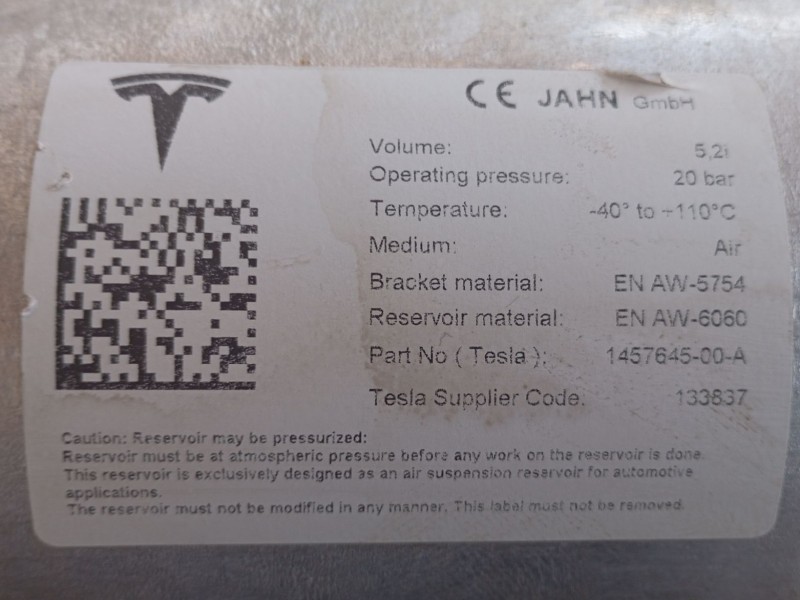 CE JAHN GmbH
Volume: 5,2l
Operating pressure: 20 bar
Temperature: -40° to +110°C
Medium: Air
Bracket material: EN AW-5754
Reservoir material: EN AW-6060
Part No ( Tesla ): 1457645-00-A
Tesla Supplier Code: 133837
Caution: Reservoir may be pressurized:
Reservoir must be at atmospheric pressure before any work on the reservoir is done.
This reservoir is exclusively designed as an air suspension reservoir for automotive
applications.
The reservoir must not be modified in any manner. This label must not be removed.